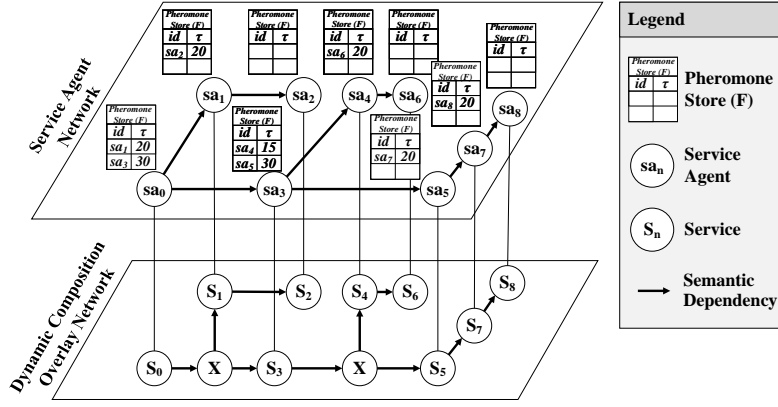 Pheromone
Store (F)
id τ
sa2 20
Pheromone
Store (F)
id τ
Pheromone
Store (F)
id τ
sa6 20
Pheromone
Store (F)
id τ
Pheromone
Store (F)
id τ
Pheromone
Store (F)
id τ
sa8 20
Pheromone
Store (F)
id τ
sa1 20
sa3 30
Pheromone
Store (F)
id τ
sa4 15
sa5 30
Pheromone
Store (F)
id τ
sa7 20
Service Agent
Network
sa1
sa2
sa4
sa6
sa8
sa7
sa0
sa3
sa5
Dynamic Composition
Overlay Network
S1
S2
S4
S6
S8
S7
S0
X
S3
X
S5
Legend
Pheromone
Store (F)
id τ
Pheromone
Store (F)
san
Service
Agent
Sn
Service
Semantic
Dependency